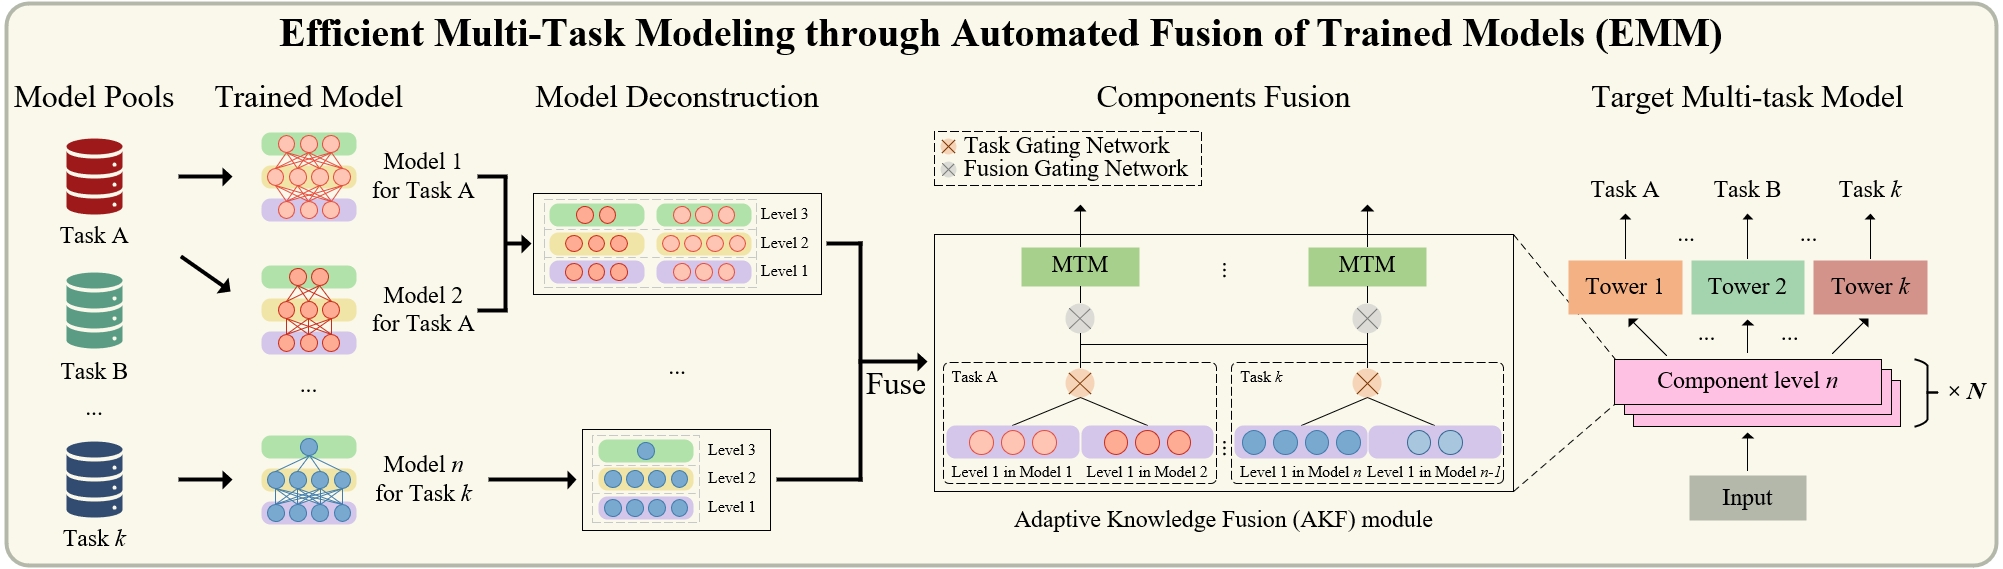 Efficient Multi-Task Modeling through Automated Fusion of Trained Models (EMM)
Model Pools
Trained Model
Model Deconstruction
Components Fusion
Target Multi-task Model
Task A
Task B
...
Task k
Model 1
for Task A
Model 2
for Task A
...
Model n
for Task k
Level 3
Level 2
Level 1
...
Level 3
Level 2
Level 1
Fuse
Task Gating Network
Fusion Gating Network
MTM
...
MTM
Task A
Task k
...
Level 1 in Model 1
Level 1 in Model 2
Level 1 in Model n
Level 1 in Model n-1
Adaptive Knowledge Fusion (AKF) module
Task A
Task B
Task k
... ...
Tower 1
Tower 2
Tower k
... ...
Component level n
× N
Input